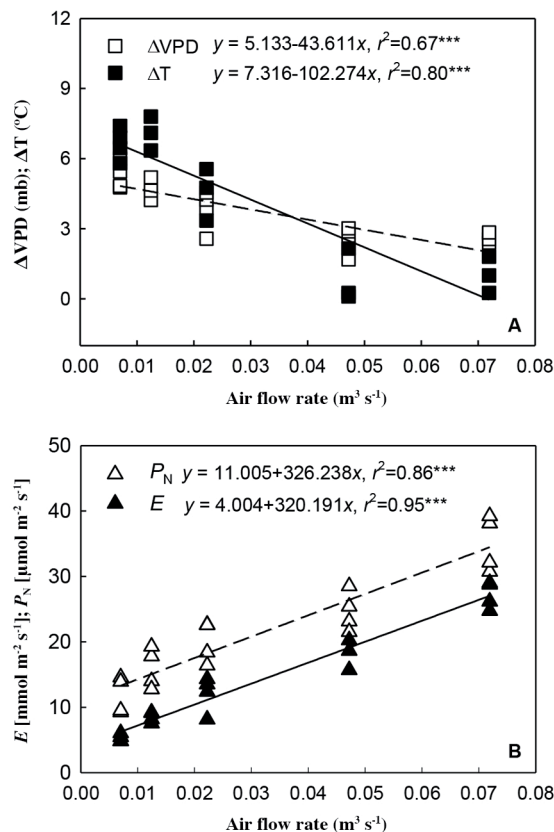 12
9
6
3
0
ΔVPD (mb); ΔT (ºC)
ΔVPD y = 5.133-43.611x, r²=0.67***
ΔT y = 7.316-102.274x, r²=0.80***
A
0.00 0.01 0.02 0.03 0.04 0.05 0.06 0.07 0.08
Air flow rate (m³ s⁻¹)
50
40
30
20
10
0
E [mmol m⁻² s⁻¹]; P_N [µmol m⁻² s⁻¹]
P_N y = 11.005+326.238x, r²=0.86***
E y = 4.004+320.191x, r²=0.95***
B
0.00 0.01 0.02 0.03 0.04 0.05 0.06 0.07 0.08
Air flow rate (m³ s⁻¹)